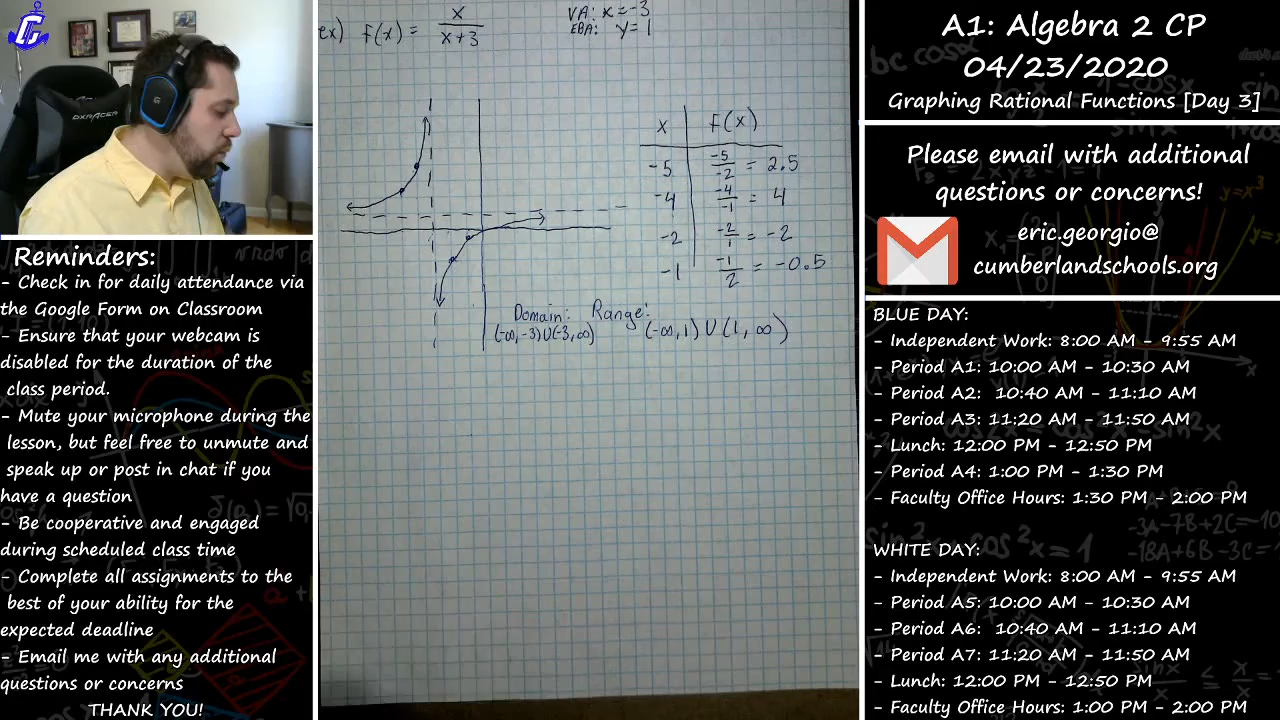 G
DXRACER
ex) f(x) = x / x+3
VA: x = -3
EBA: y = 1
x f(x)
-5 -5/-2 = 2.5
-4 -4/-1 = 4
-2 -2/1 = -2
-1 -1/2 = -0.5
Domain: Range:
(-∞,-3)∪(-3,∞) (-∞,1) ∪ (1, ∞)
Reminders:
- Check in for daily attendance via
the Google Form on Classroom
- Ensure that your webcam is
disabled for the duration of the
class period.
- Mute your microphone during the
lesson, but feel free to unmute and
speak up or post in chat if you
have a question
- Be cooperative and engaged
during scheduled class time
- Complete all assignments to the
best of your ability for the
expected deadline
- Email me with any additional
questions or concerns
THANK YOU!
A1: Algebra 2 CP
04/23/2020
Graphing Rational Functions [Day 3]
Please email with additional
questions or concerns!
eric.georgio@
cumberlandschools.org
BLUE DAY:
- Independent Work: 8:00 AM - 9:55 AM
- Period A1: 10:00 AM - 10:30 AM
- Period A2: 10:40 AM - 11:10 AM
- Period A3: 11:20 AM - 11:50 AM
- Lunch: 12:00 PM - 12:50 PM
- Period A4: 1:00 PM - 1:30 PM
- Faculty Office Hours: 1:30 PM - 2:00 PM
WHITE DAY:
- Independent Work: 8:00 AM - 9:55 AM
- Period A5: 10:00 AM - 10:30 AM
- Period A6: 10:40 AM - 11:10 AM
- Period A7: 11:20 AM - 11:50 AM
- Lunch: 12:00 PM - 12:50 PM
- Faculty Office Hours: 1:00 PM - 2:00 PM